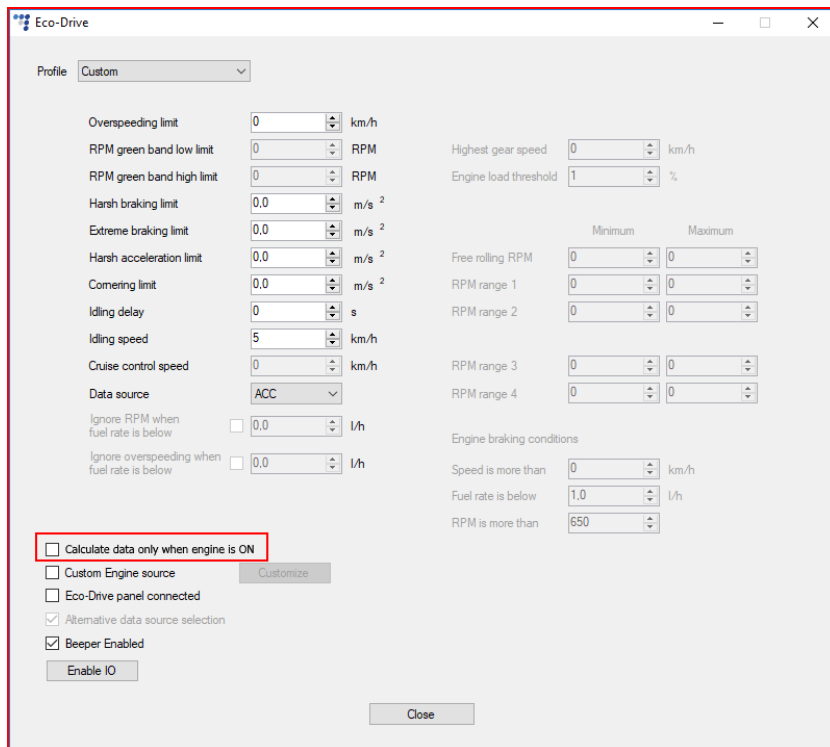 Eco-Drive
Profile Custom
Overspeeding limit 0 km/h
RPM green band low limit 0 RPM Highest gear speed 0 km/h
RPM green band high limit 0 RPM Engine load threshold 1 %
Harsh braking limit 0,0 m/s 2
Extreme braking limit 0,0 m/s 2 Minimum Maximum
Harsh acceleration limit 0,0 m/s 2 Free rolling RPM 0 0
Cornering limit 0,0 m/s 2 RPM range 1 0 0
Idling delay 0 s RPM range 2 0 0
Idling speed 5 km/h
Cruise control speed 0 km/h RPM range 3 0 0
Data source ACC RPM range 4 0 0
Ignore RPM when
fuel rate is below 0,0 l/h
Engine braking conditions
Ignore overspeeding when
fuel rate is below 0,0 l/h Speed is more than 0 km/h
Fuel rate is below 1,0 l/h
RPM is more than 650
Calculate data only when engine is ON
Custom Engine source Customize
Eco-Drive panel connected
Alternative data source selection
Beeper Enabled
Enable IO
Close